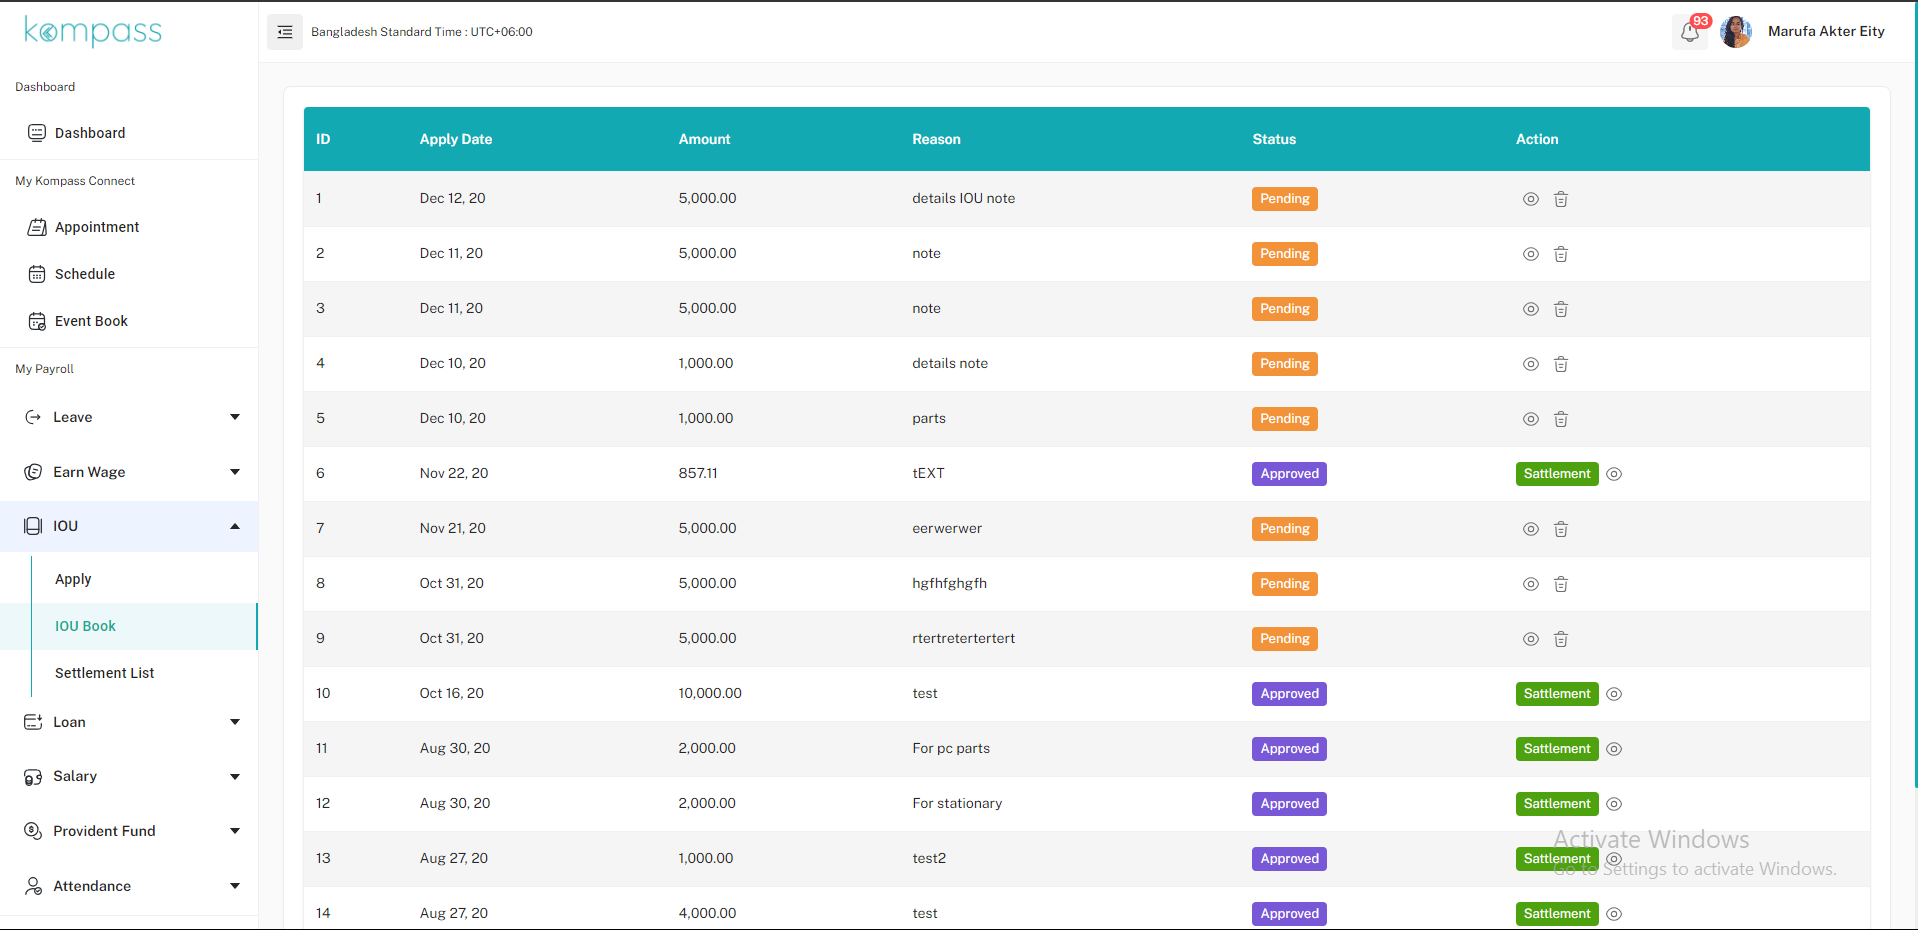 kompass
Bangladesh Standard Time : UTC+06:00
93
Marufa Akter Eity
Dashboard
Dashboard
My Kompass Connect
Appointment
Schedule
Event Book
My Payroll
Leave
Earn Wage
IOU
Apply
IOU Book
Settlement List
Loan
Salary
Provident Fund
Attendance
ID Apply Date Amount Reason Status Action
1 Dec 12, 20 5,000.00 details IOU note Pending
2 Dec 11, 20 5,000.00 note Pending
3 Dec 11, 20 5,000.00 note Pending
4 Dec 10, 20 1,000.00 details note Pending
5 Dec 10, 20 1,000.00 parts Pending
6 Nov 22, 20 857.11 tEXT Approved Sattlement
7 Nov 21, 20 5,000.00 eerwerwer Pending
8 Oct 31, 20 5,000.00 hgfhfghgfh Pending
9 Oct 31, 20 5,000.00 rtertretertertert Pending
10 Oct 16, 20 10,000.00 test Approved Sattlement
11 Aug 30, 20 2,000.00 For pc parts Approved Sattlement
12 Aug 30, 20 2,000.00 For stationary Approved Sattlement
13 Aug 27, 20 1,000.00 test2 Approved Sattlement
14 Aug 27, 20 4,000.00 test Approved Sattlement
Activate Windows
Go to Settings to activate Windows.